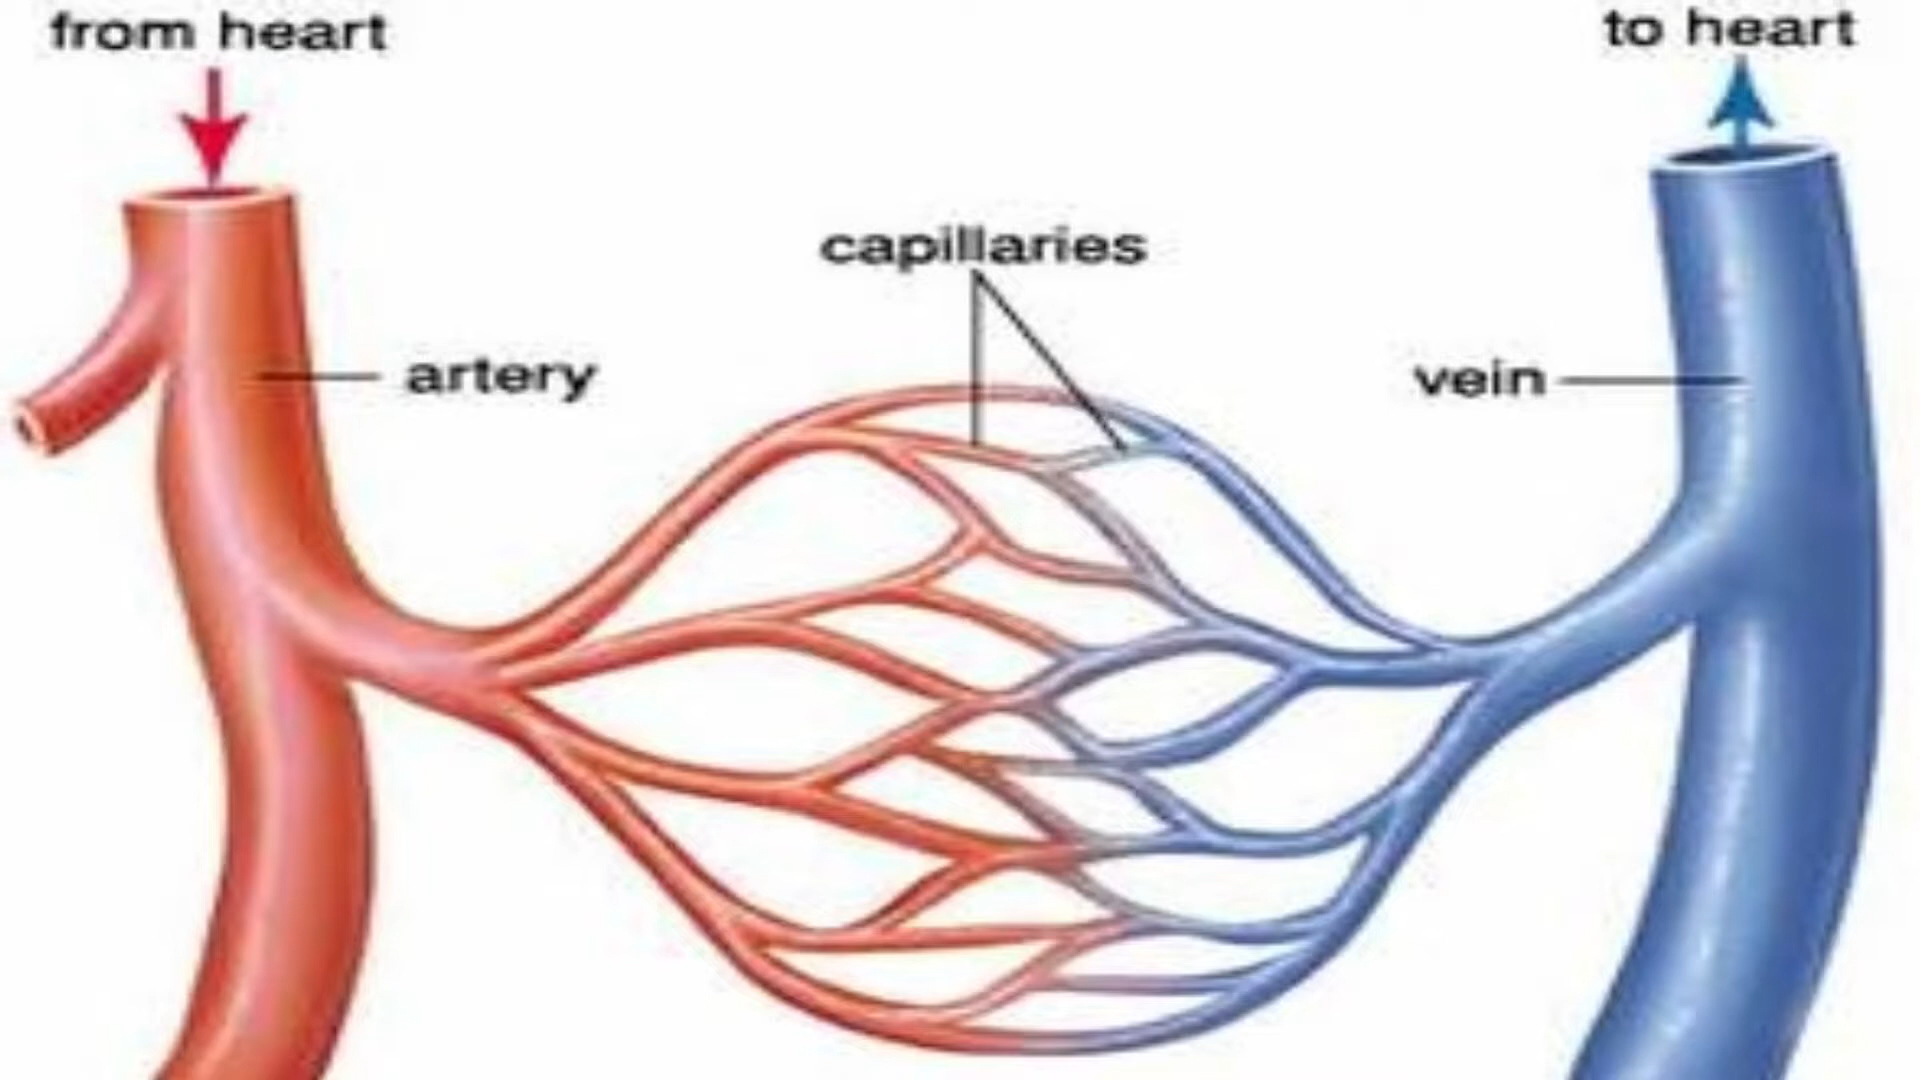 from heart
to heart
capillaries
artery
vein